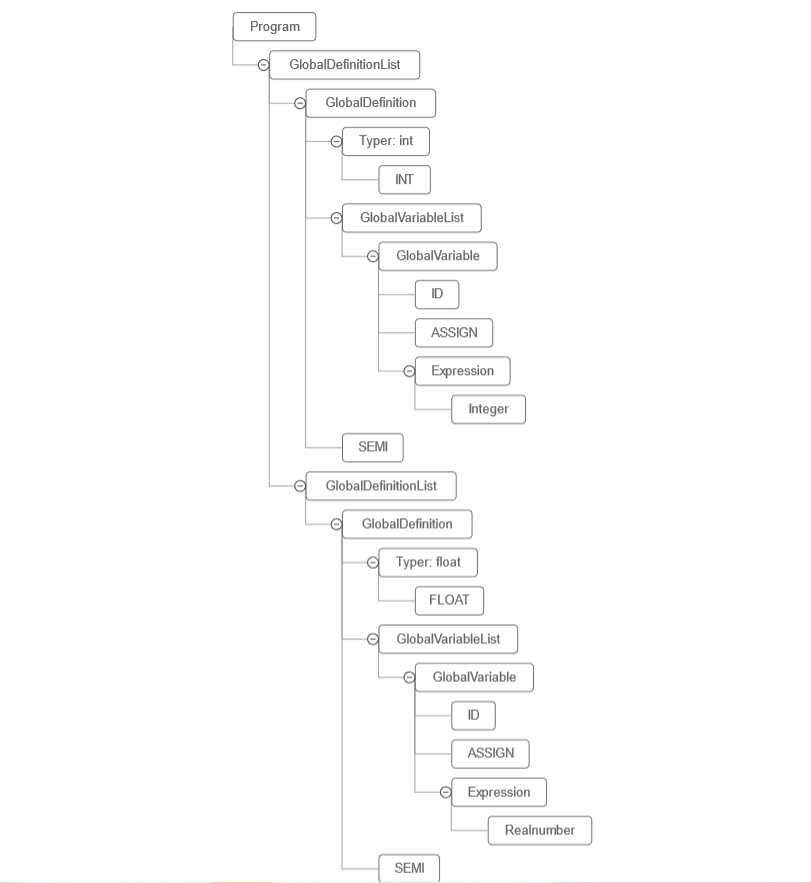 Program
GlobalDefinitionList
GlobalDefinition
Typer: int
INT
GlobalVariableList
GlobalVariable
ID
ASSIGN
Expression
Integer
SEMI
GlobalDefinitionList
GlobalDefinition
Typer: float
FLOAT
GlobalVariableList
GlobalVariable
ID
ASSIGN
Expression
Realnumber
SEMI